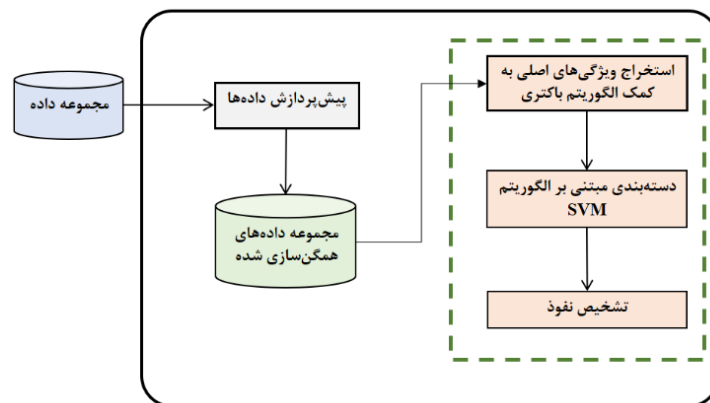 مجموعه داده
پیش‌پردازش داده‌ها
مجموعه داده‌های
همگن‌سازی شده
استخراج ویژگی‌های اصلی به
کمک الگوریتم باکتری
دسته‌بندی مبتنی بر الگوریتم
SVM
تشخیص نفوذ